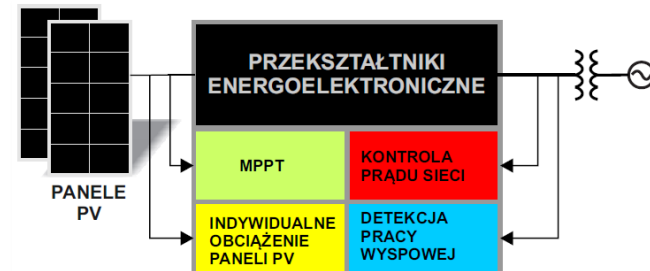 PRZEKSZTAŁTNIKI
ENERGOELEKTRONICZNE
MPPT
KONTROLA
PRĄDU SIECI
PANELE
PV
INDYWIDUALNE
OBCIĄŻENIE
PANELI PV
DETEKCJA
PRACY
WYSPOWEJ